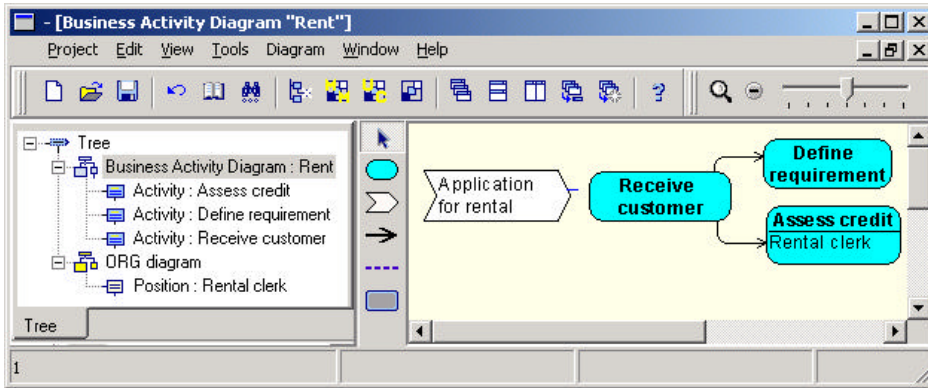 - [Business Activity Diagram "Rent"]
Project Edit View Tools Diagram Window Help
Tree
Business Activity Diagram : Rent
Activity : Assess credit
Activity : Define requirement
Activity : Receive customer
ORG diagram
Position : Rental clerk
Tree
Application
for rental
Receive
customer
Define
requirement
Assess credit
Rental clerk
1